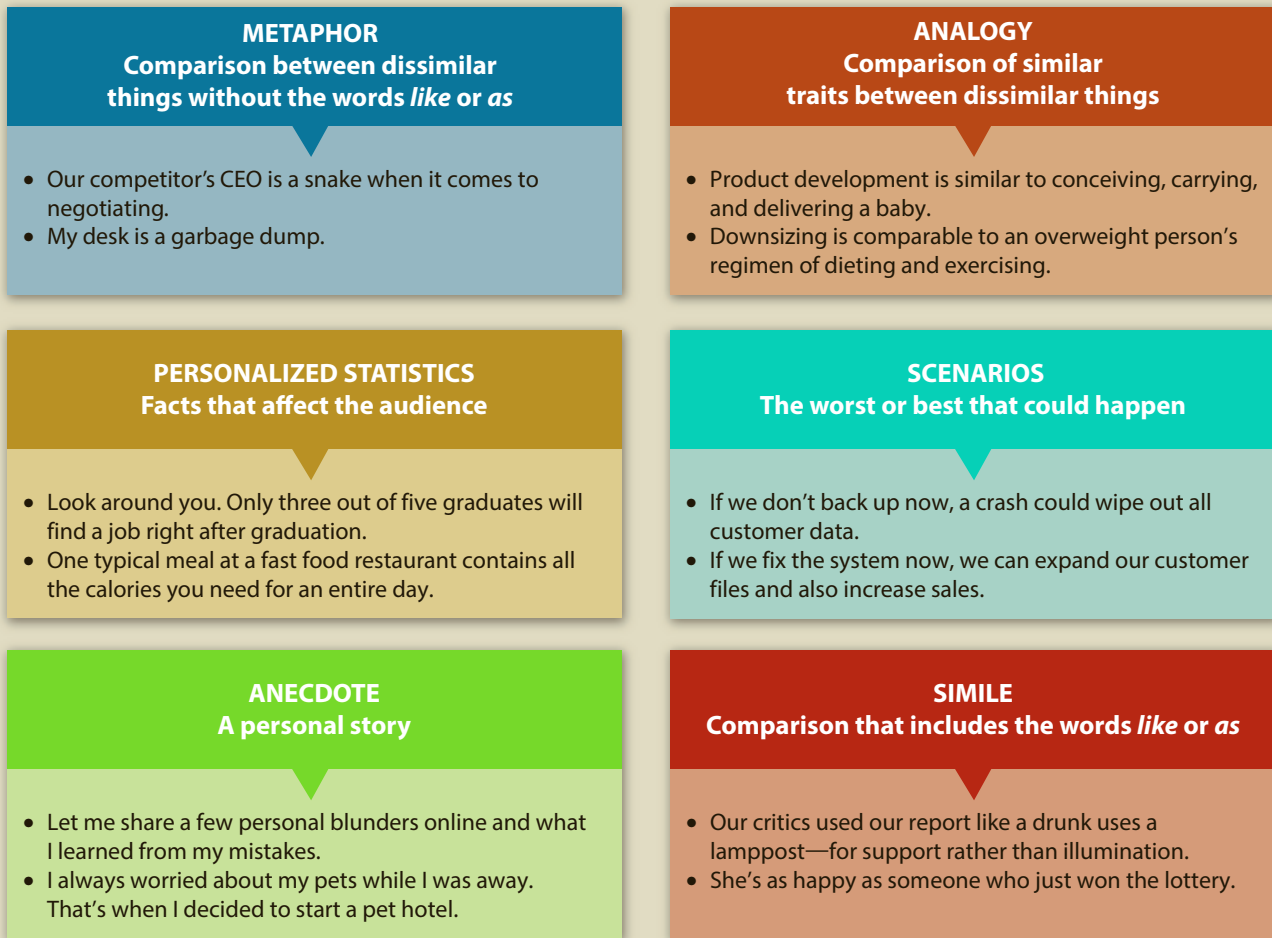 METAPHOR
Comparison between dissimilar
things without the words like or as
• Our competitor’s CEO is a snake when it comes to
negotiating.
• My desk is a garbage dump.
ANALOGY
Comparison of similar
traits between dissimilar things
• Product development is similar to conceiving, carrying,
and delivering a baby.
• Downsizing is comparable to an overweight person’s
regimen of dieting and exercising.
PERSONALIZED STATISTICS
Facts that affect the audience
• Look around you. Only three out of five graduates will
find a job right after graduation.
• One typical meal at a fast food restaurant contains all
the calories you need for an entire day.
SCENARIOS
The worst or best that could happen
• If we don’t back up now, a crash could wipe out all
customer data.
• If we fix the system now, we can expand our customer
files and also increase sales.
ANECDOTE
A personal story
• Let me share a few personal blunders online and what
I learned from my mistakes.
• I always worried about my pets while I was away.
That’s when I decided to start a pet hotel.
SIMILE
Comparison that includes the words like or as
• Our critics used our report like a drunk uses a
lamppost—for support rather than illumination.
• She’s as happy as someone who just won the lottery.